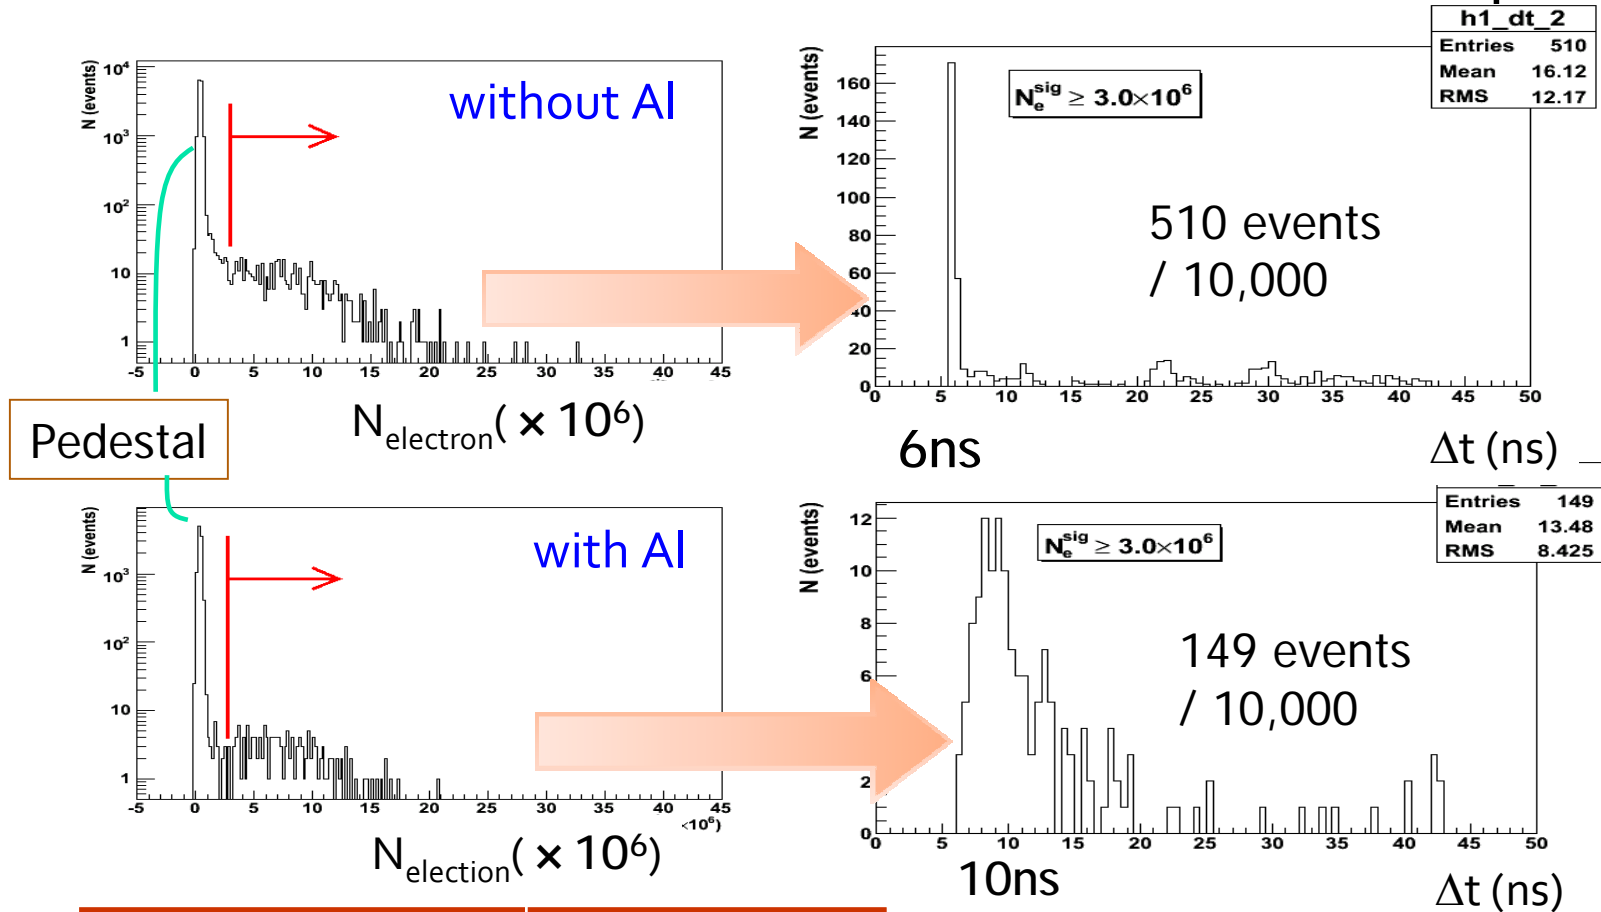 without Al
N (events)
10⁴
10³
10²
10
1
-5 0 5 10 15 20 25 30 35 40 45
N_electron( × 10⁶)
h1_dt_2
Entries 510
Mean 16.12
RMS 12.17
N (events)
N_e^sig ≥ 3.0×10⁶
510 events
/ 10,000
160
140
120
100
80
60
40
20
0
0 5 10 15 20 25 30 35 40 45 50
6ns
Δt (ns)
Pedestal
with Al
N (events)
10³
10²
10
1
-5 0 5 10 15 20 25 30 35 40 45
×10⁶)
N_election( × 10⁶)
Entries 149
Mean 13.48
RMS 8.425
N (events)
N_e^sig ≥ 3.0×10⁶
149 events
/ 10,000
12
10
8
6
2
0
0 5 10 15 20 25 30 35 40 45 50
10ns
Δt (ns)